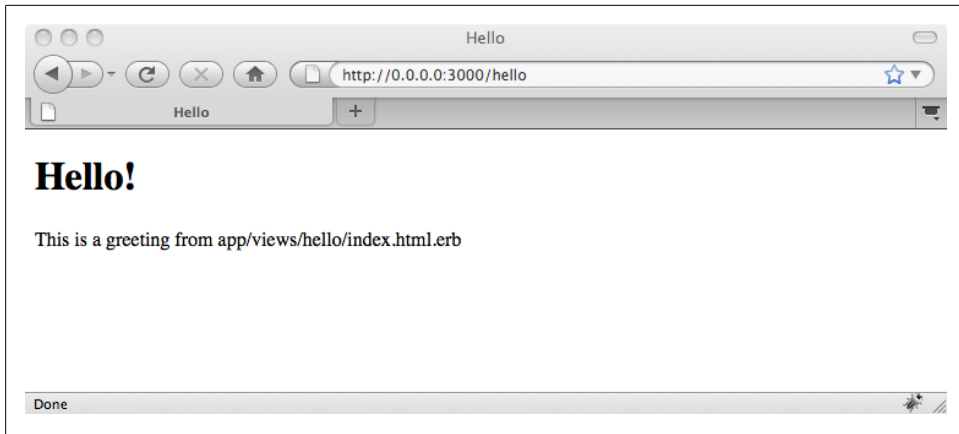 Hello
http://0.0.0.0:3000/hello
Hello
Hello!
This is a greeting from app/views/hello/index.html.erb
Done